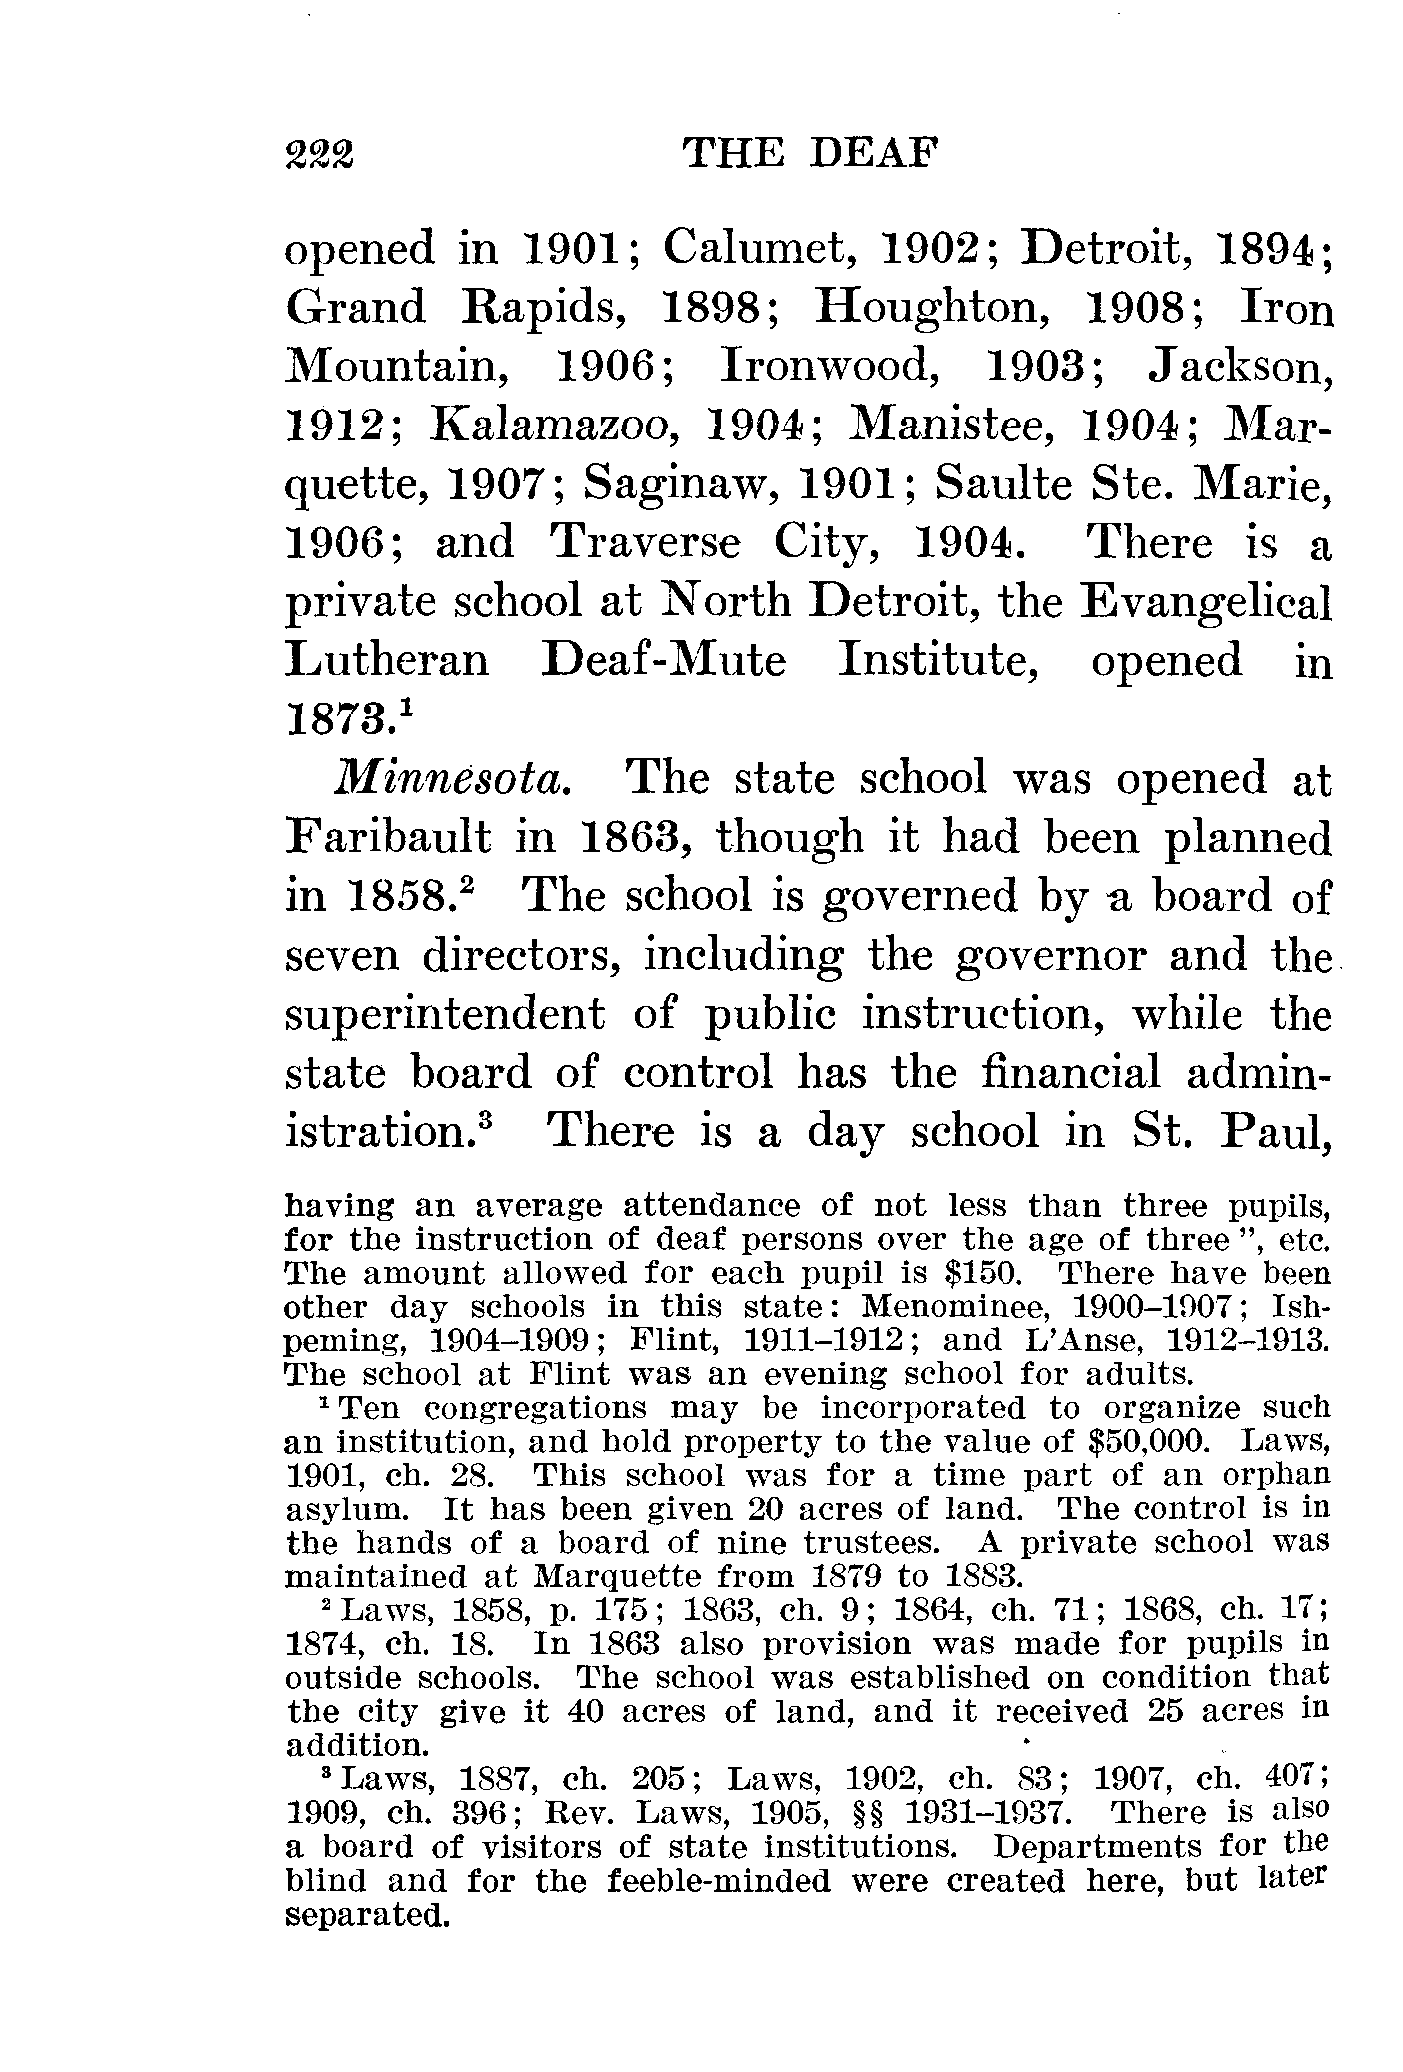 222 THE DEAF
opened in 1901; Calumet, 1902; Detroit, 1894;
Grand Rapids, 1898; Houghton, 1908; Iron
Mountain, 1906; Ironwood, 1903; Jackson,
1912; Kalamazoo, 1904; Manistee, 1904; Mar-
quette, 1907; Saginaw, 1901; Saulte Ste. Marie,
1906; and Traverse City, 1904. There is a
private school at North Detroit, the Evangelical
Lutheran Deaf-Mute Institute, opened in
1873.¹
Minnesota. The state school was opened at
Faribault in 1863, though it had been planned
in 1858.² The school is governed by a board of
seven directors, including the governor and the
superintendent of public instruction, while the
state board of control has the financial admin-
istration.³ There is a day school in St. Paul,
having an average attendance of not less than three pupils,
for the instruction of deaf persons over the age of three", etc.
The amount allowed for each pupil is $150. There have been
other day schools in this state: Menominee, 1900–1907; Ish-
peming, 1904–1909; Flint, 1911–1912; and L'Anse, 1912–1913.
The school at Flint was an evening school for adults.
¹ Ten congregations may be incorporated to organize such
an institution, and hold property to the value of $50,000. Laws,
1901, ch. 28. This school was for a time part of an orphan
asylum. It has been given 20 acres of land. The control is in
the hands of a board of nine trustees. A private school was
maintained at Marquette from 1879 to 1883.
² Laws, 1858, p. 175; 1863, ch. 9; 1864, ch. 71; 1868, ch. 17;
1874, ch. 18. In 1863 also provision was made for pupils in
outside schools. The school was established on condition that
the city give it 40 acres of land, and it received 25 acres in
addition.
³ Laws, 1887, ch. 205; Laws, 1902, ch. 83; 1907, ch. 407;
1909, ch. 396; Rev. Laws, 1905, §§ 1931–1937. There is also
a board of visitors of state institutions. Departments for the
blind and for the feeble-minded were created here, but later
separated.